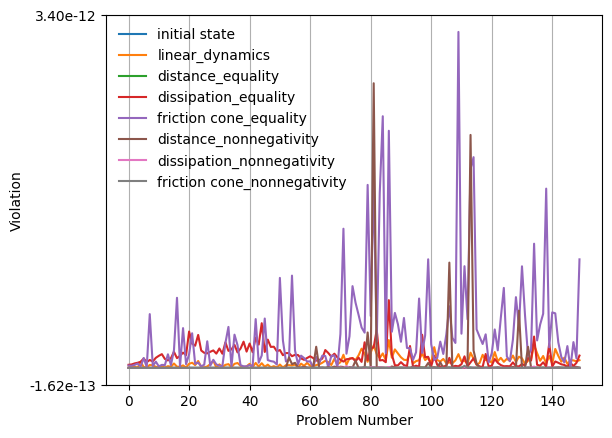 3.40e-12
initial state
linear_dynamics
distance_equality
dissipation_equality
friction cone_equality
distance_nonnegativity
dissipation_nonnegativity
friction cone_nonnegativity
Violation
-1.62e-13
0 20 40 60 80 100 120 140
Problem Number